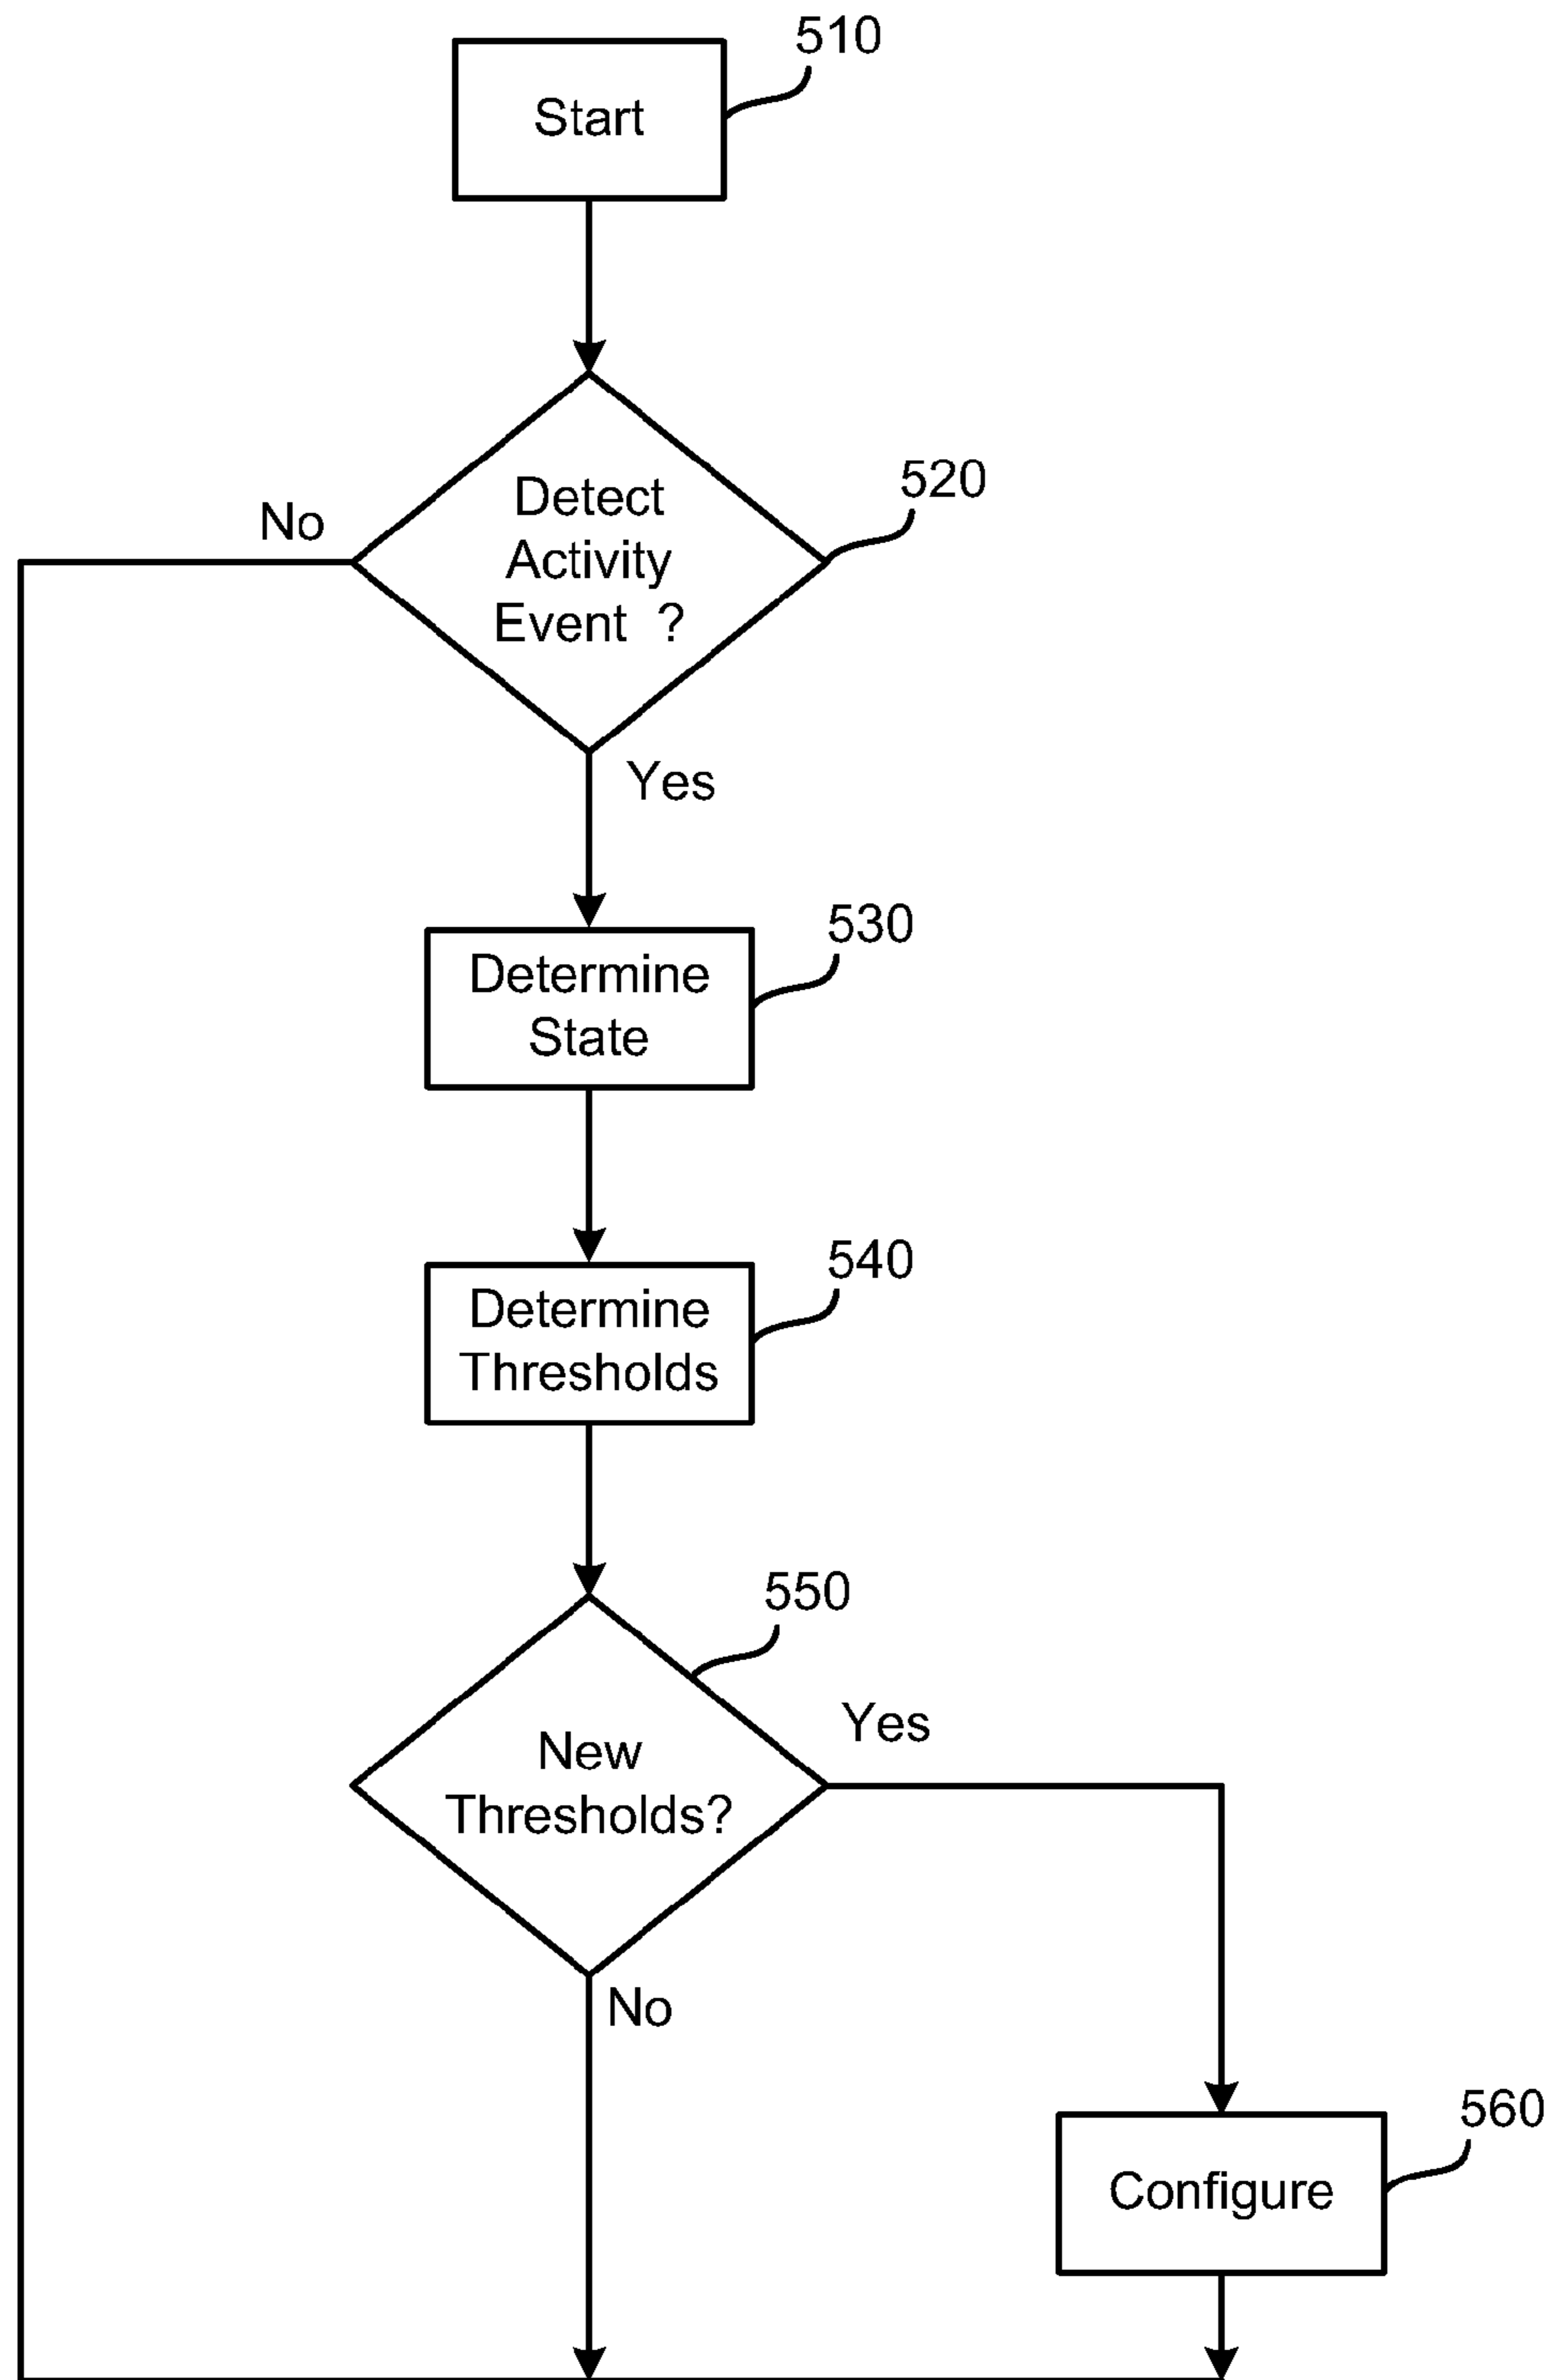 510
Start
520
No
Detect
Activity
Event ?
Yes
530
Determine
State
540
Determine
Thresholds
550
Yes
New
Thresholds?
No
560
Configure